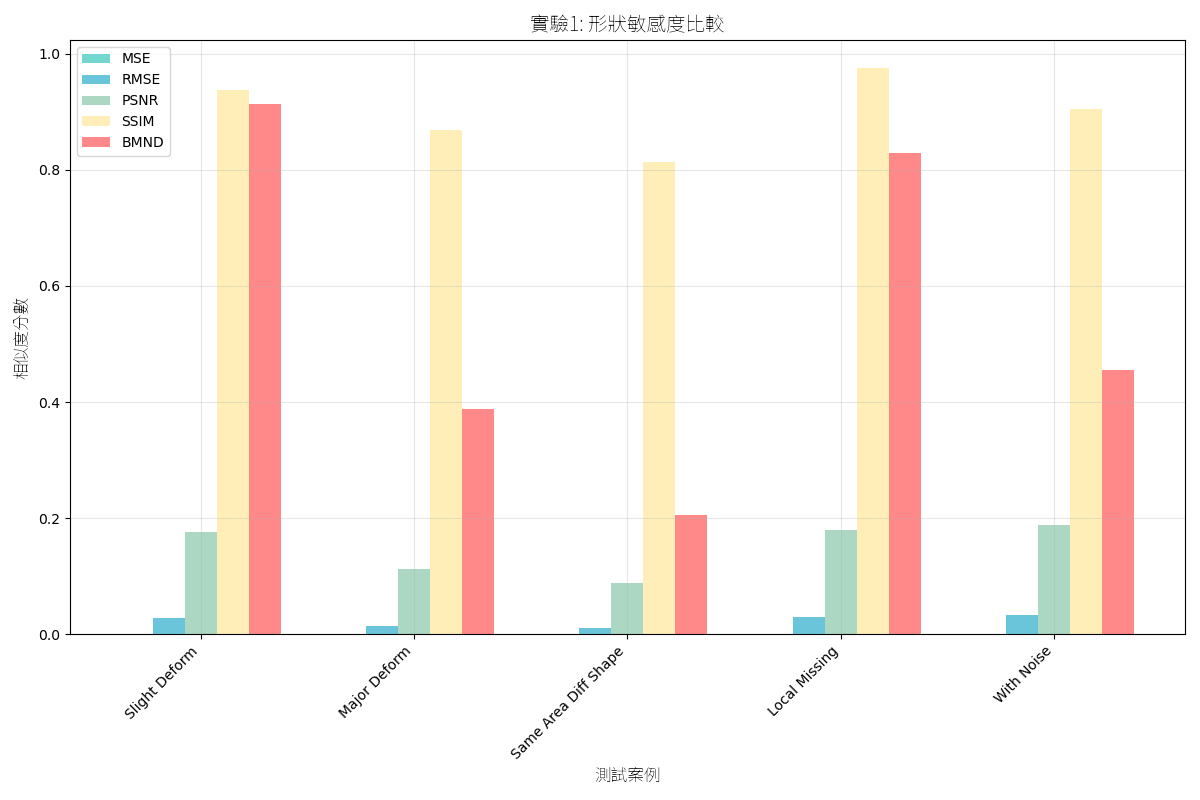 實驗1: 形狀敏感度比較
MSE
RMSE
PSNR
SSIM
BMND
相似度分數
1.0
0.8
0.6
0.4
0.2
0.0
Slight Deform
Major Deform
Same Area Diff Shape
Local Missing
With Noise
測試案例